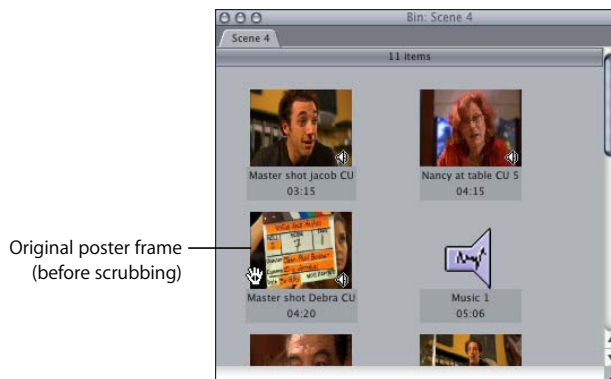 Bin: Scene 4
Scene 4
11 items
Master shot jacob CU
03:15
Nancy at table CU 5
04:15
Original poster frame
(before scrubbing)
Master shot Debra CU
04:20
Music 1
05:06